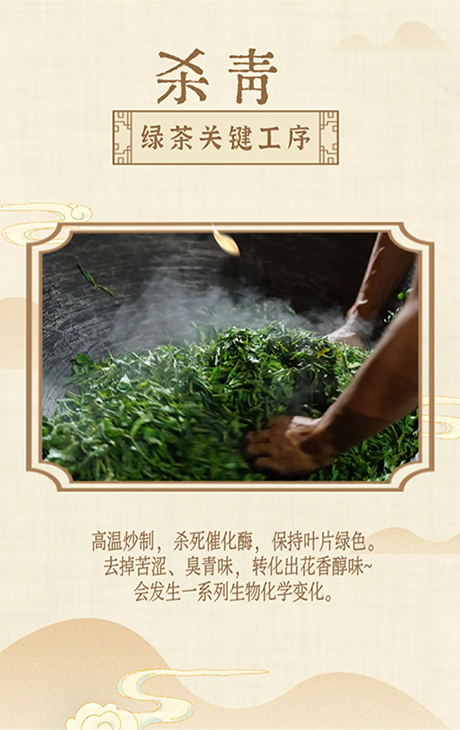 杀青
绿茶关键工序
高温炒制，杀死催化酶，保持叶片绿色。
去掉苦涩、臭青味，转化出花香醇味~
会发生一系列生物化学变化。